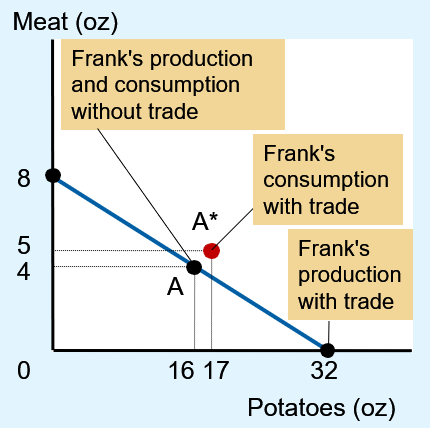 Meat (oz)
Frank's production
and consumption
without trade
Frank's
consumption
with trade
8
A*
5
4
A
Frank's
production
with trade
0
16
17
32
Potatoes (oz)